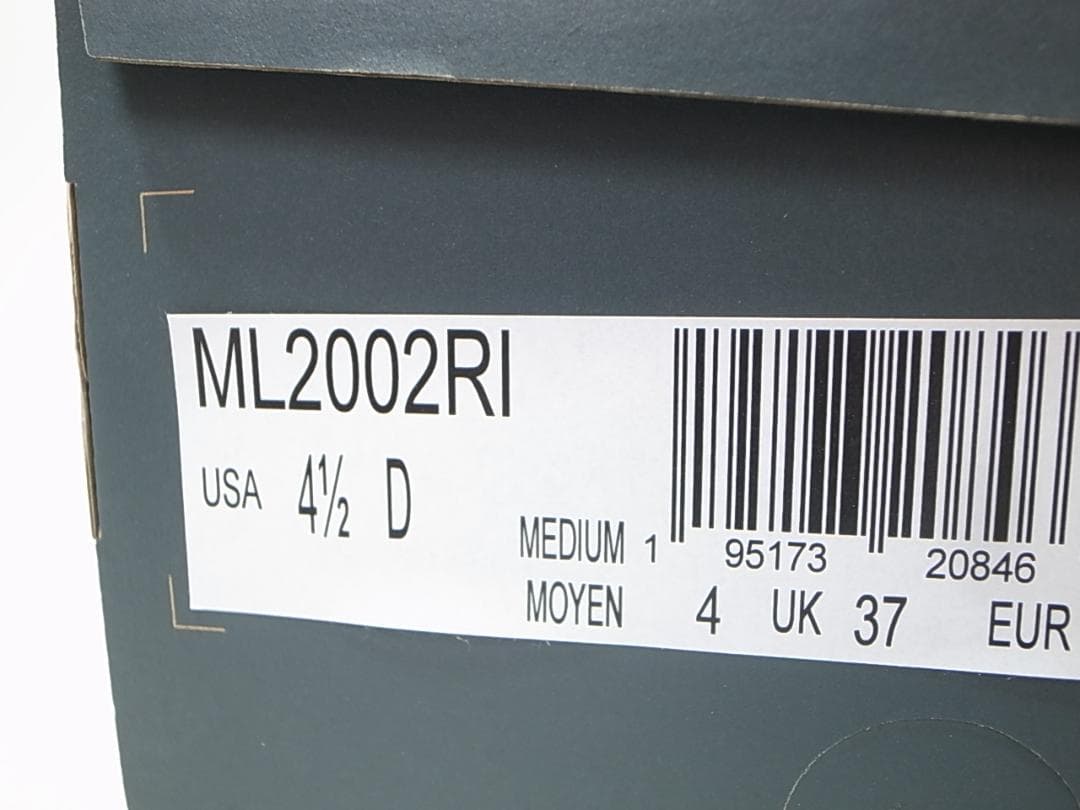 ML2002RI
USA 4½ D
MEDIUM 1 95173 20846
MOYEN 4 UK 37 EUR